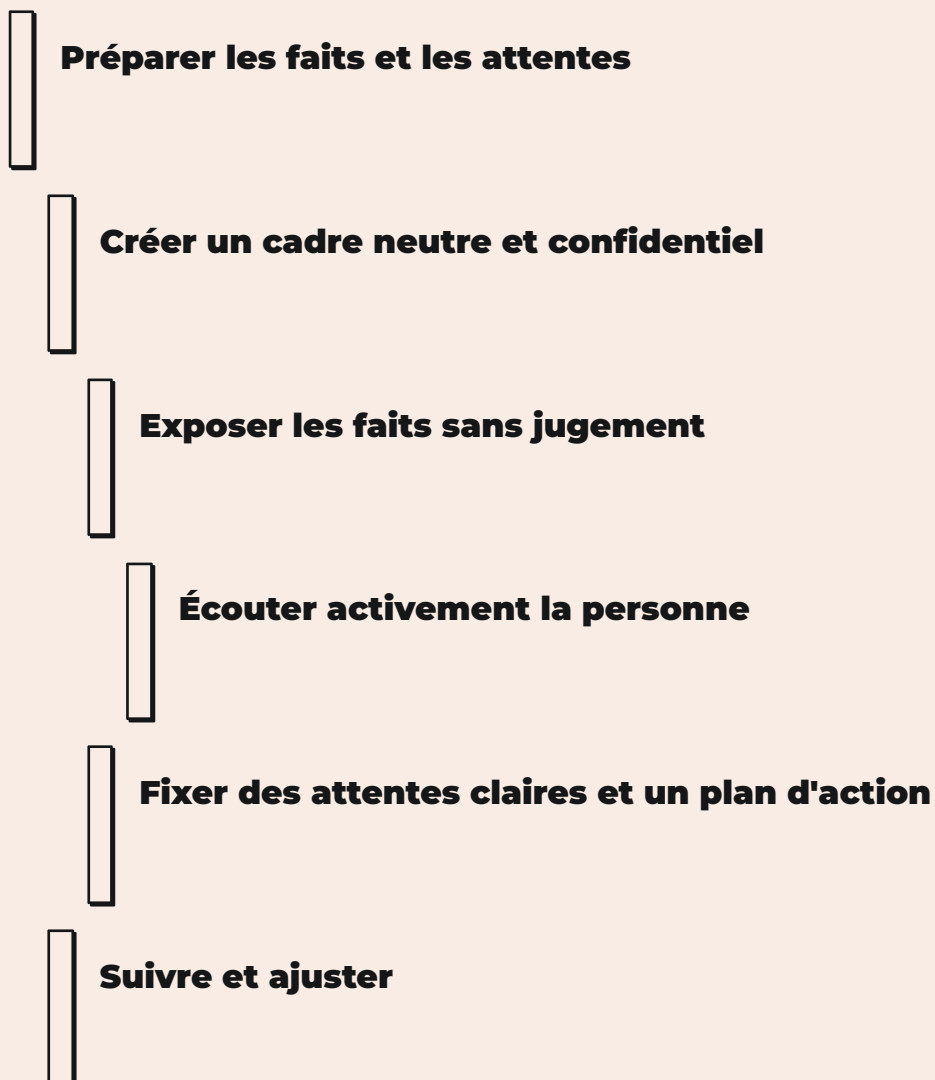 Préparer les faits et les attentes
Créer un cadre neutre et confidentiel
Exposer les faits sans jugement
Écouter activement la personne
Fixer des attentes claires et un plan d'action
Suivre et ajuster